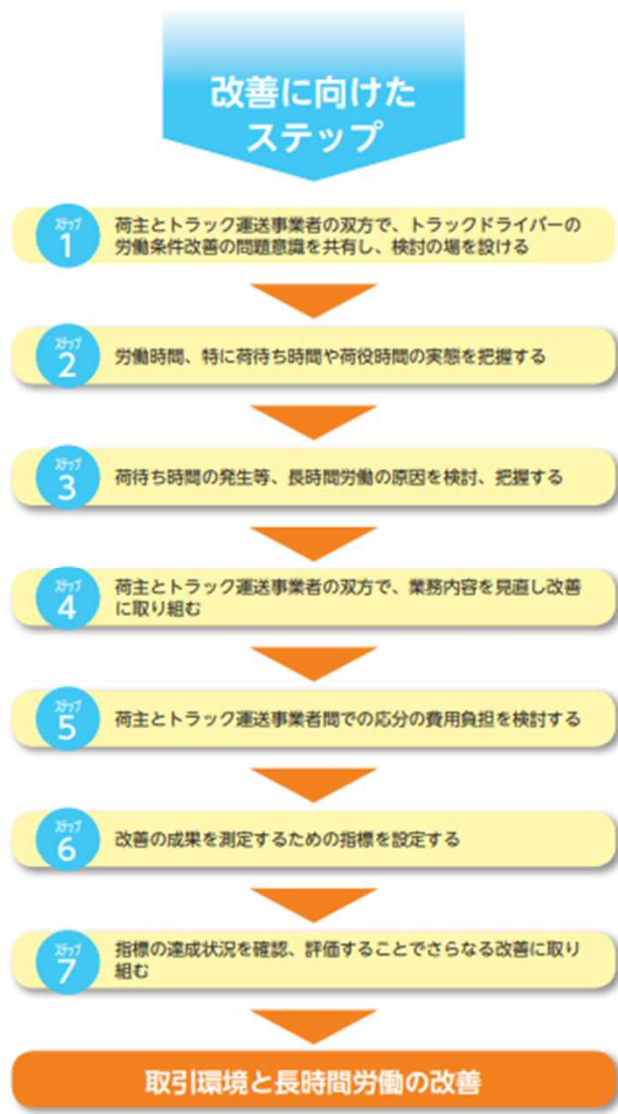 改善に向けた
ステップ
ステップ
1
荷主とトラック運送事業者の双方で、トラックドライバーの
労働条件改善の問題意識を共有し、検討の場を設ける
ステップ
2
労働時間、特に荷待ち時間や荷役時間の実態を把握する
ステップ
3
荷待ち時間の発生等、長時間労働の原因を検討、把握する
ステップ
4
荷主とトラック運送事業者の双方で、業務内容を見直し改善
に取り組む
ステップ
5
荷主とトラック運送事業者間での応分の費用負担を検討する
ステップ
6
改善の成果を測定するための指標を設定する
ステップ
7
指標の達成状況を確認、評価することでさらなる改善に取り
組む
取引環境と長時間労働の改善